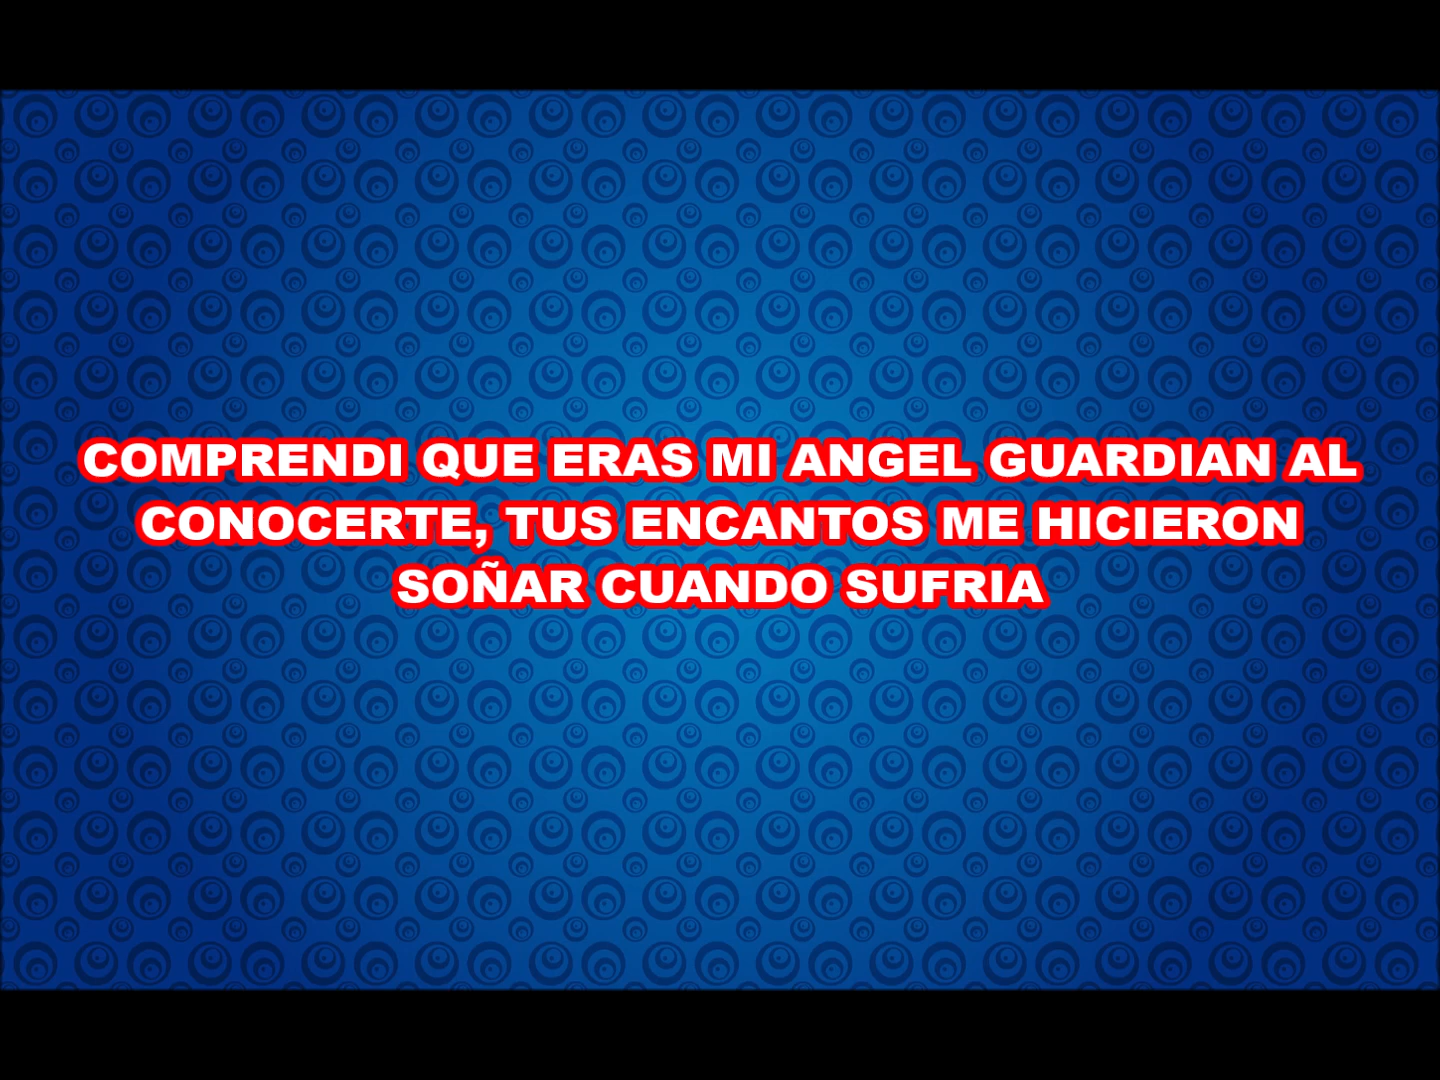 COMPRENDI QUE ERAS MI ANGEL GUARDIAN AL
CONOCERTE, TUS ENCANTOS ME HICIERON
SOÑAR CUANDO SUFRIA